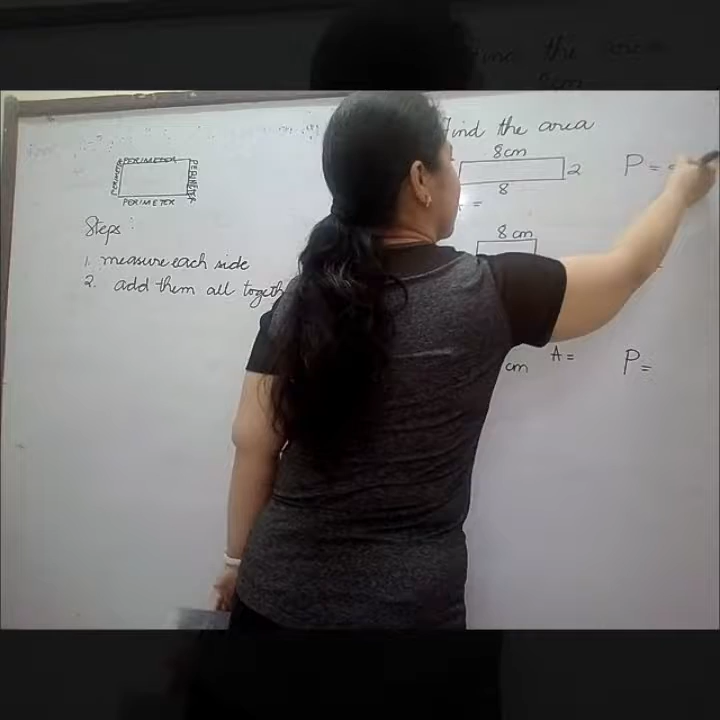 PERIMETER
PERIMETER
PERIMETER
PERIMETER
Steps :
1. measure each side
2. add them all
Find the area
8cm
2
8
=
P =
8 cm
cm
A =
P =